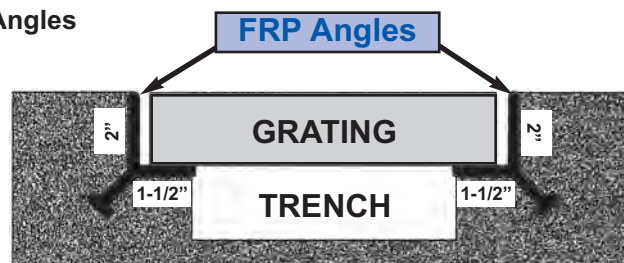 Angles
FRP Angles
2”
GRATING
2”
1-1/2”
TRENCH
1-1/2”